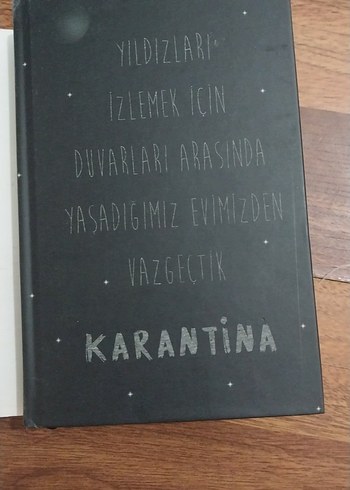 YILDIZLARI
İZLEMEK İÇİN
DUVARLARI ARASINDA
YAŞADIĞIMIZ EVİMİZDEN
VAZGEÇTİK
KARANTİNA